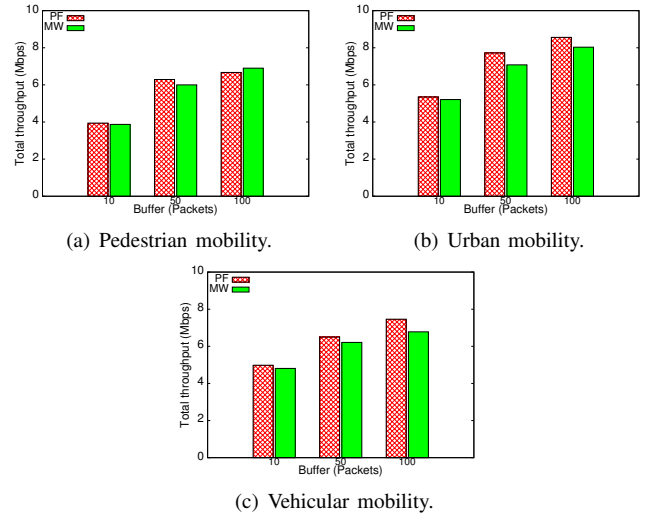 10
8
6
4
2
0
Total throughput (Mbps)
PF
MW
10 50 100
Buffer (Packets)
(a) Pedestrian mobility.
10
8
6
4
2
0
Total throughput (Mbps)
PF
MW
10 50 100
Buffer (Packets)
(b) Urban mobility.
10
8
6
4
2
0
Total throughput (Mbps)
PF
MW
10 50 100
Buffer (Packets)
(c) Vehicular mobility.